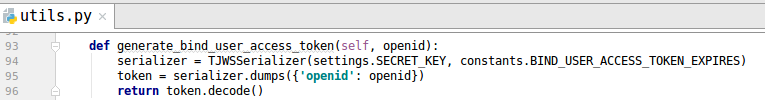 utils.py
93 def generate_bind_user_access_token(self, openid):
94 serializer = TJWSSerializer(settings.SECRET_KEY, constants.BIND_USER_ACCESS_TOKEN_EXPIRES)
95 token = serializer.dumps({'openid': openid})
96 return token.decode()